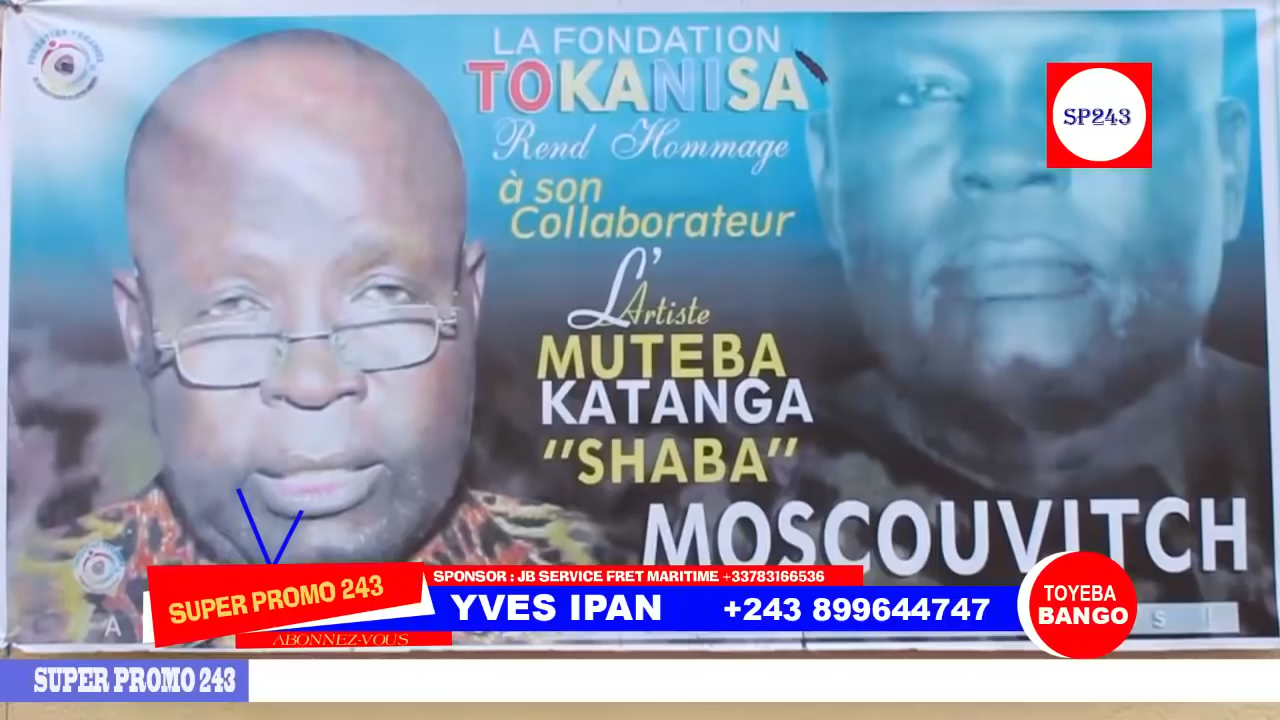 LA FONDATION
TOKANISA
Rend Hommage
à son
Collaborateur
L'Artiste
MUTEBA
KATANGA
"SHABA"
MOSCOUVITCH
SP243
SPONSOR : JB SERVICE FRET MARITIME +33783166536
SUPER PROMO 243
YVES IPAN +243 899644747
TOYEBA
BANGO
ABONNEZ-VOUS
SUPER PROMO 243